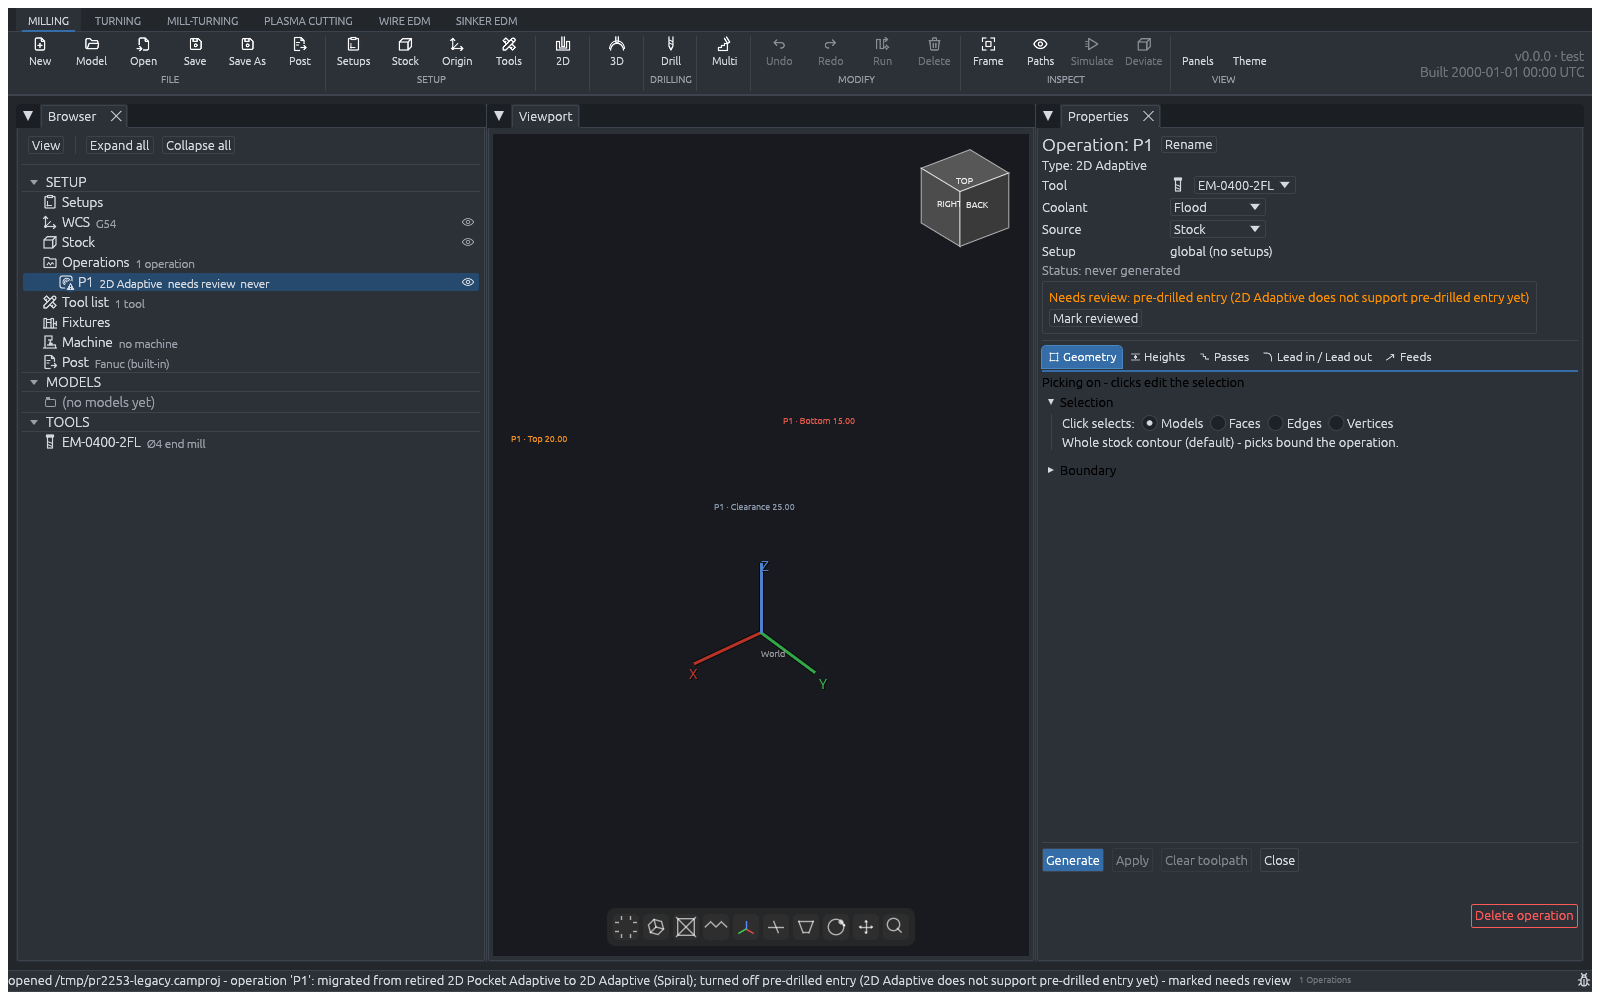 MILLING TURNING MILL-TURNING PLASMA CUTTING WIRE EDM SINKER EDM
New Model Open Save Save As Post Setups Stock Origin Tools 2D 3D Drill Multi Undo Redo Run Delete Frame Paths Simulate Deviate Panels Theme
FILE SETUP DRILLING MODIFY INSPECT VIEW
v0.0.0 · test
Built 2000-01-01 00:00 UTC
Browser
View Expand all Collapse all
SETUP
Setups
WCS G54
Stock
Operations 1 operation
P1 2D Adaptive needs review never
Tool list 1 tool
Fixtures
Machine no machine
Post Fanuc (built-in)
MODELS
(no models yet)
TOOLS
EM-0400-2FL Ø4 end mill
Viewport
TOP
RIGHT BACK
P1 · Bottom 15.00
P1 · Top 20.00
P1 · Clearance 25.00
Z
World
X
Y
Properties
Operation: P1 Rename
Type: 2D Adaptive
Tool EM-0400-2FL
Coolant Flood
Source Stock
Setup global (no setups)
Status: never generated
Needs review: pre-drilled entry (2D Adaptive does not support pre-drilled entry yet)
Mark reviewed
Geometry Heights Passes Lead in / Lead out Feeds
Picking on - clicks edit the selection
Selection
Click selects: Models Faces Edges Vertices
Whole stock contour (default) - picks bound the operation.
Boundary
Generate Apply Clear toolpath Close
Delete operation
opened /tmp/pr2253-legacy.camproj - operation 'P1': migrated from retired 2D Pocket Adaptive to 2D Adaptive (Spiral); turned off pre-drilled entry (2D Adaptive does not support pre-drilled entry yet) - marked needs review 1 Operations